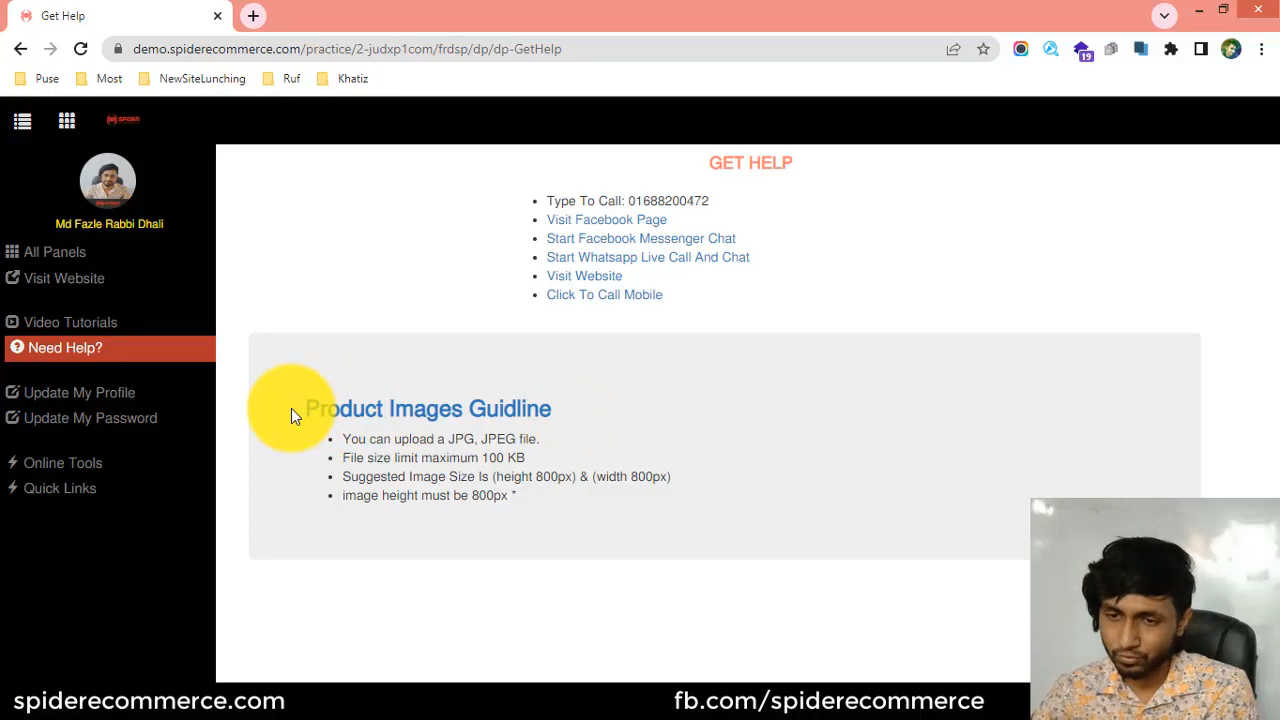 Get Help
demo.spiderecommerce.com/practice/2-judxp1com/frdsp/dp/dp-GetHelp
19
Puse
Most
NewSiteLunching
Ruf
Khatiz
SPIDER
Md Fazle Rabbi Dhali
All Panels
Visit Website
Video Tutorials
Need Help?
Update My Profile
Update My Password
Online Tools
Quick Links
GET HELP
Type To Call: 01688200472
Visit Facebook Page
Start Facebook Messenger Chat
Start Whatsapp Live Call And Chat
Visit Website
Click To Call Mobile
Product Images Guidline
You can upload a JPG, JPEG file.
File size limit maximum 100 KB
Suggested Image Size Is (height 800px) & (width 800px)
image height must be 800px *
spiderecommerce.com
fb.com/spiderecommerce